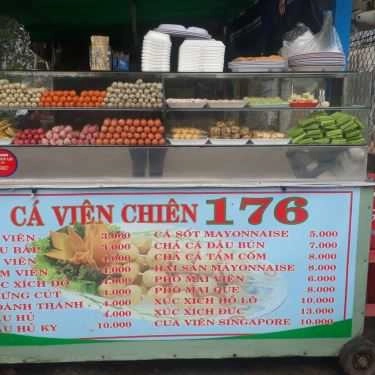 CÁ VIÊN CHIÊN 176
VIÊN 3.000
3.000
VIÊN 4.000
VIÊN 4.000
XÚC XÍCH ĐỎ 4.000
CÚT 4.000
HOÀNH THÁNH 4.000
HỦ 4.000
HỦ KY 10.000
CÁ SỐT MAYONNAISE 5.000
CHẢ CÁ ĐẬU BÚN 7.000
CHẢ CÁ TẨM CỐM 8.000
HẢI SẢN MAYONNAISE 8.000
PHÔ MAI VIÊN 6.000
PHÔ MAI QUE 8.000
XÚC XÍCH HỒ LÔ 10.000
XÚC XÍCH ĐỨC 13.000
CUA VIÊN SINGAPORE 10.000